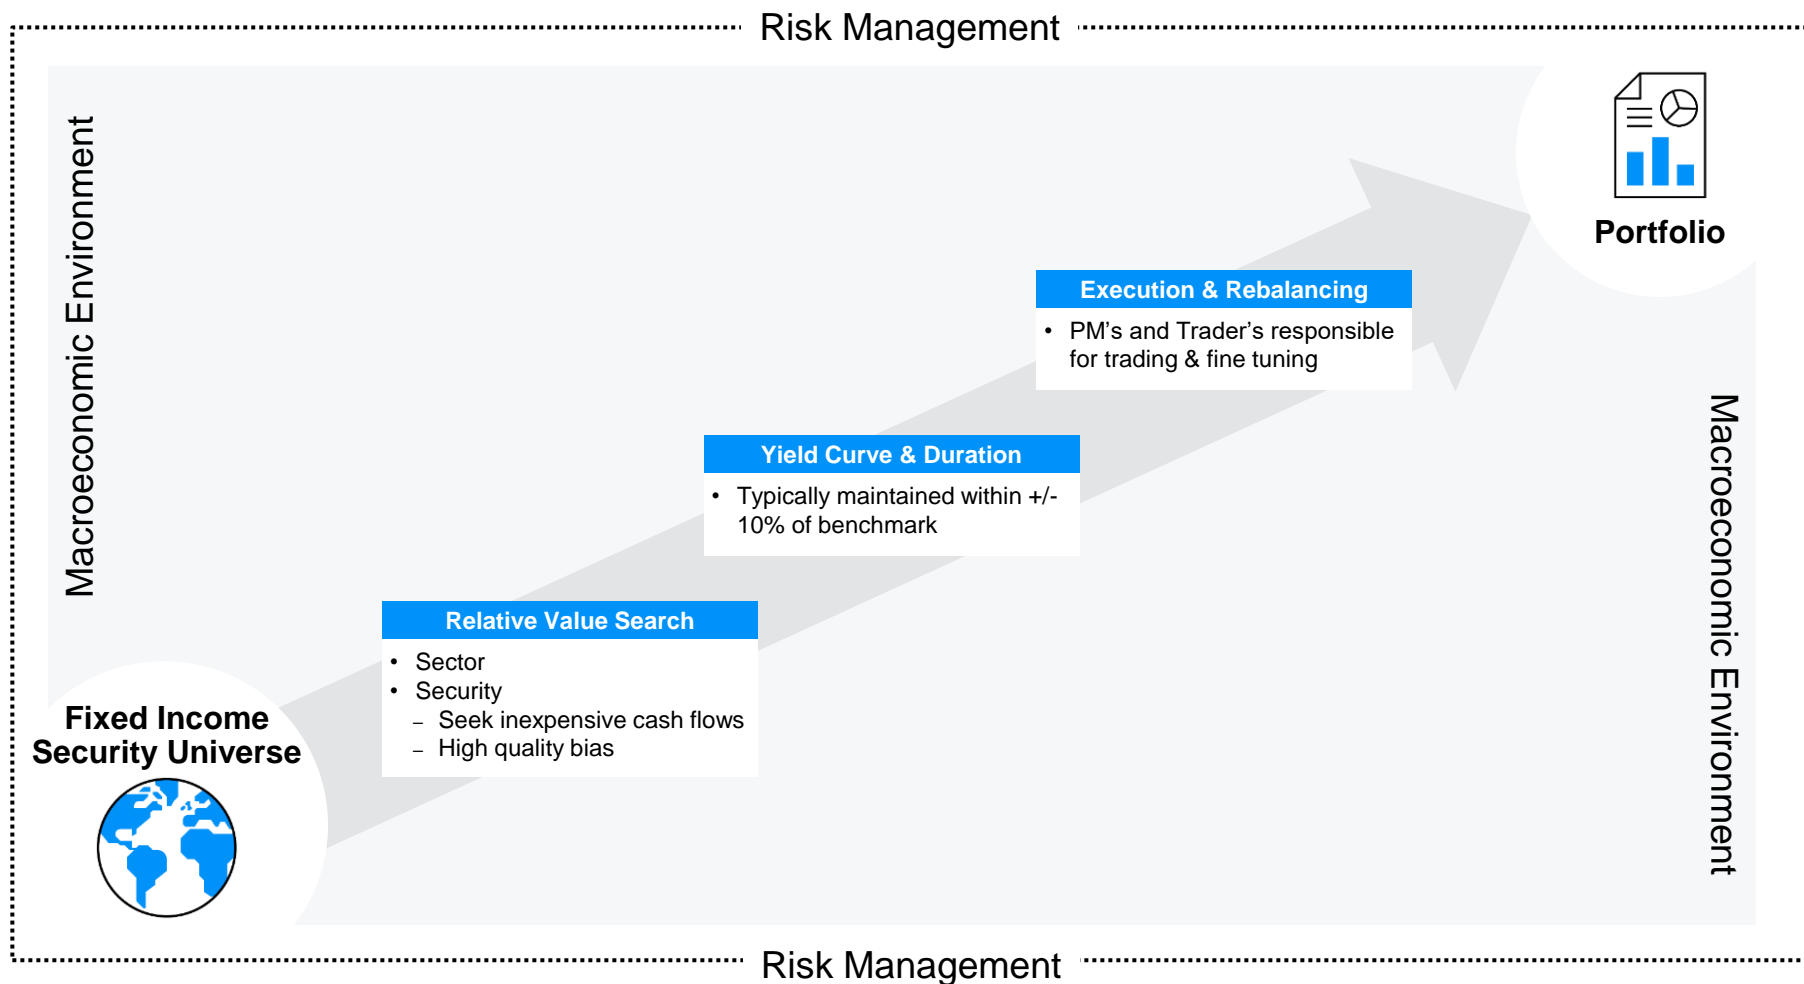 Risk Management
Macroeconomic Environment
Portfolio
Execution & Rebalancing
• PM’s and Trader’s responsible
for trading & fine tuning
Yield Curve & Duration
• Typically maintained within +/-
10% of benchmark
Relative Value Search
• Sector
• Security
– Seek inexpensive cash flows
– High quality bias
Fixed Income
Security Universe
Macroeconomic Environment
Risk Management